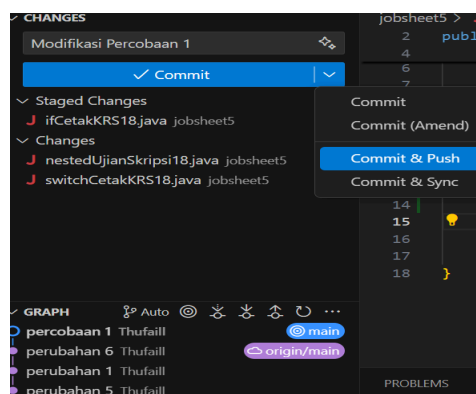 CHANGES
Modifikasi Percobaan 1
Commit
Staged Changes
J ifCetakKRS18.java jobsheet5
Changes
J nestedUjianSkripsi18.java jobsheet5
J switchCetakKRS18.java jobsheet5
Commit
Commit (Amend)
Commit & Push
Commit & Sync
GRAPH Auto
percobaan 1 Thufaill main
perubahan 6 Thufaill origin/main
perubahan 1 Thufaill
perubahan 5 Thufaill
jobsheet5 >
2 publ
4
6
14
15
16
17
18 }
PROBLEMS